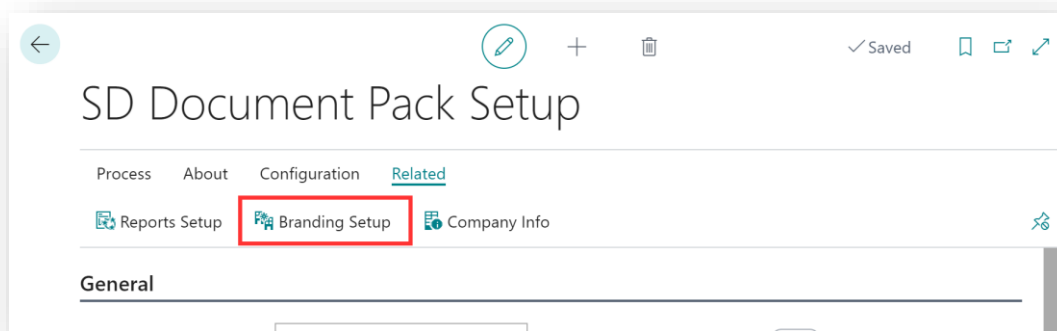 Saved
SD Document Pack Setup
Process About Configuration Related
Reports Setup Branding Setup Company Info
General